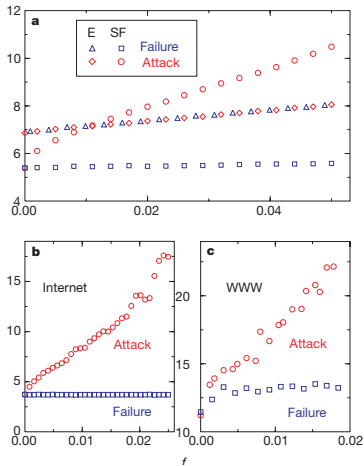 a
E SF
Failure
Attack
12
10
8
6
4
0.00 0.02 0.04
b
Internet
Attack
Failure
20
15
10
5
0
0.00 0.01 0.02
c
WWW
Attack
Failure
20
15
10
0.00 0.01 0.02
f